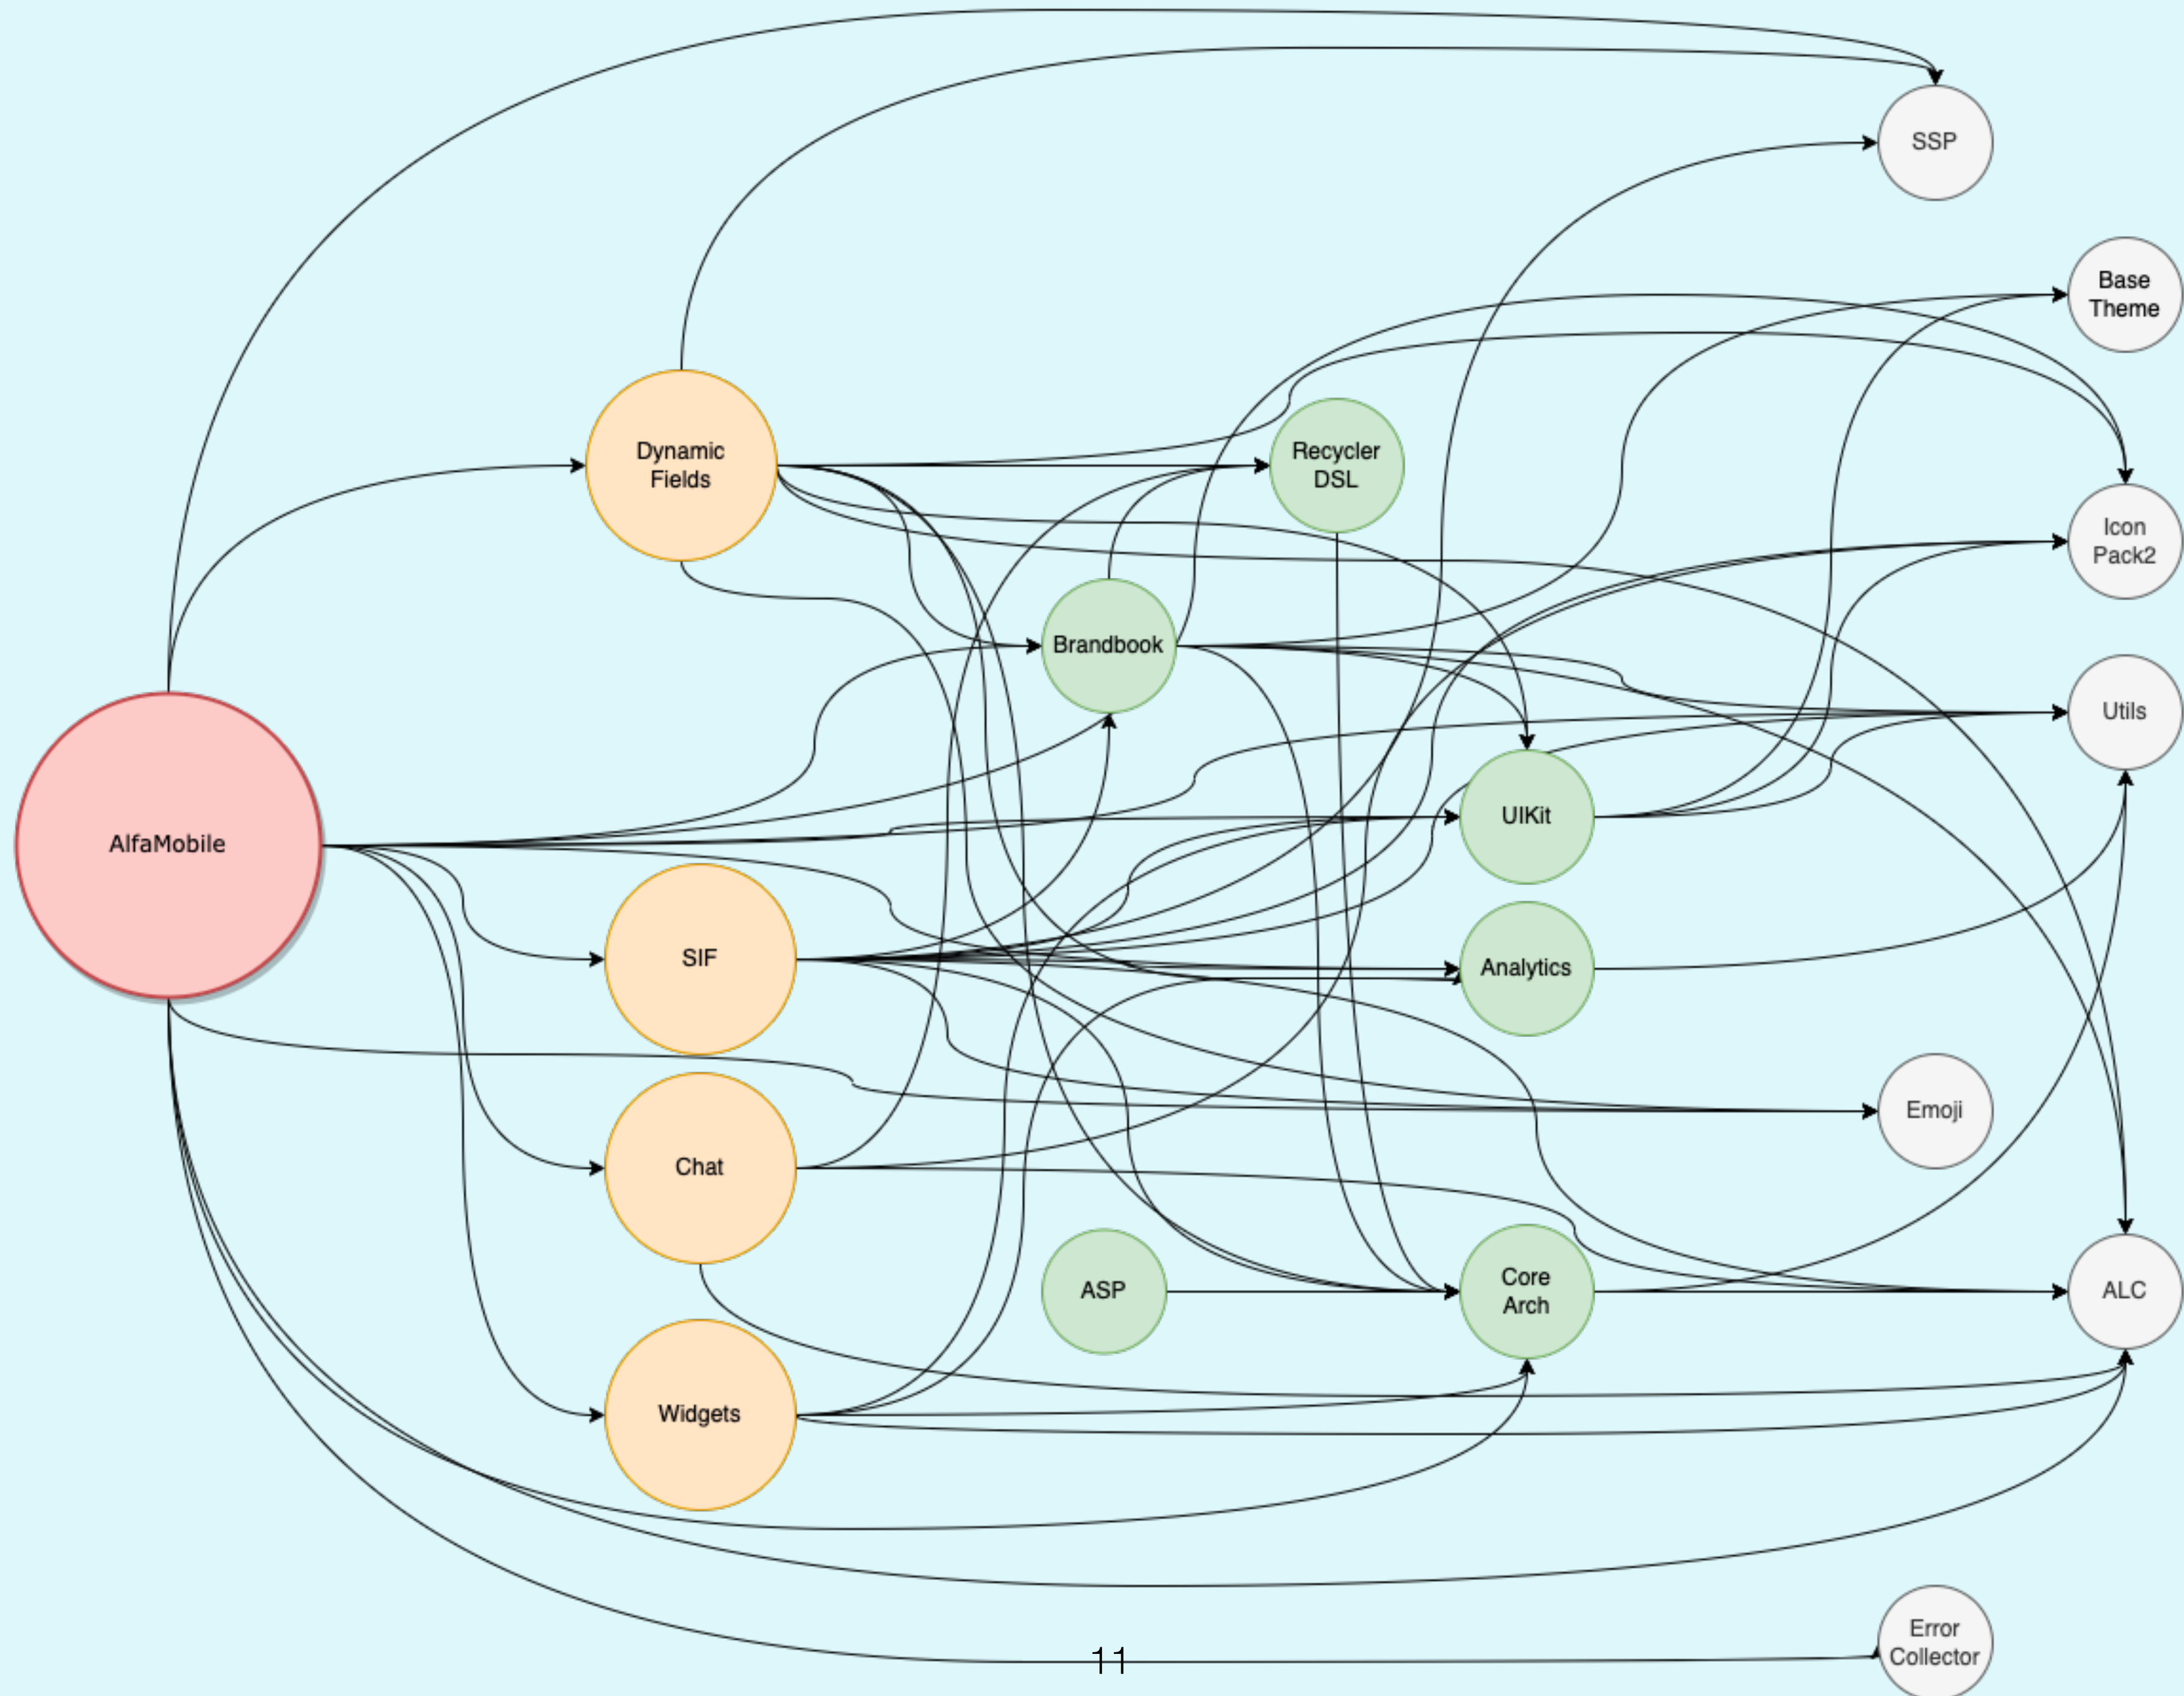 SSP
Base
Theme
Dynamic
Fields
Recycler
DSL
Icon
Pack2
Brandbook
Utils
AlfaMobile
UIKit
SIF
Analytics
Emoji
Chat
ASP
Core
Arch
ALC
Widgets
Error
Collector
11